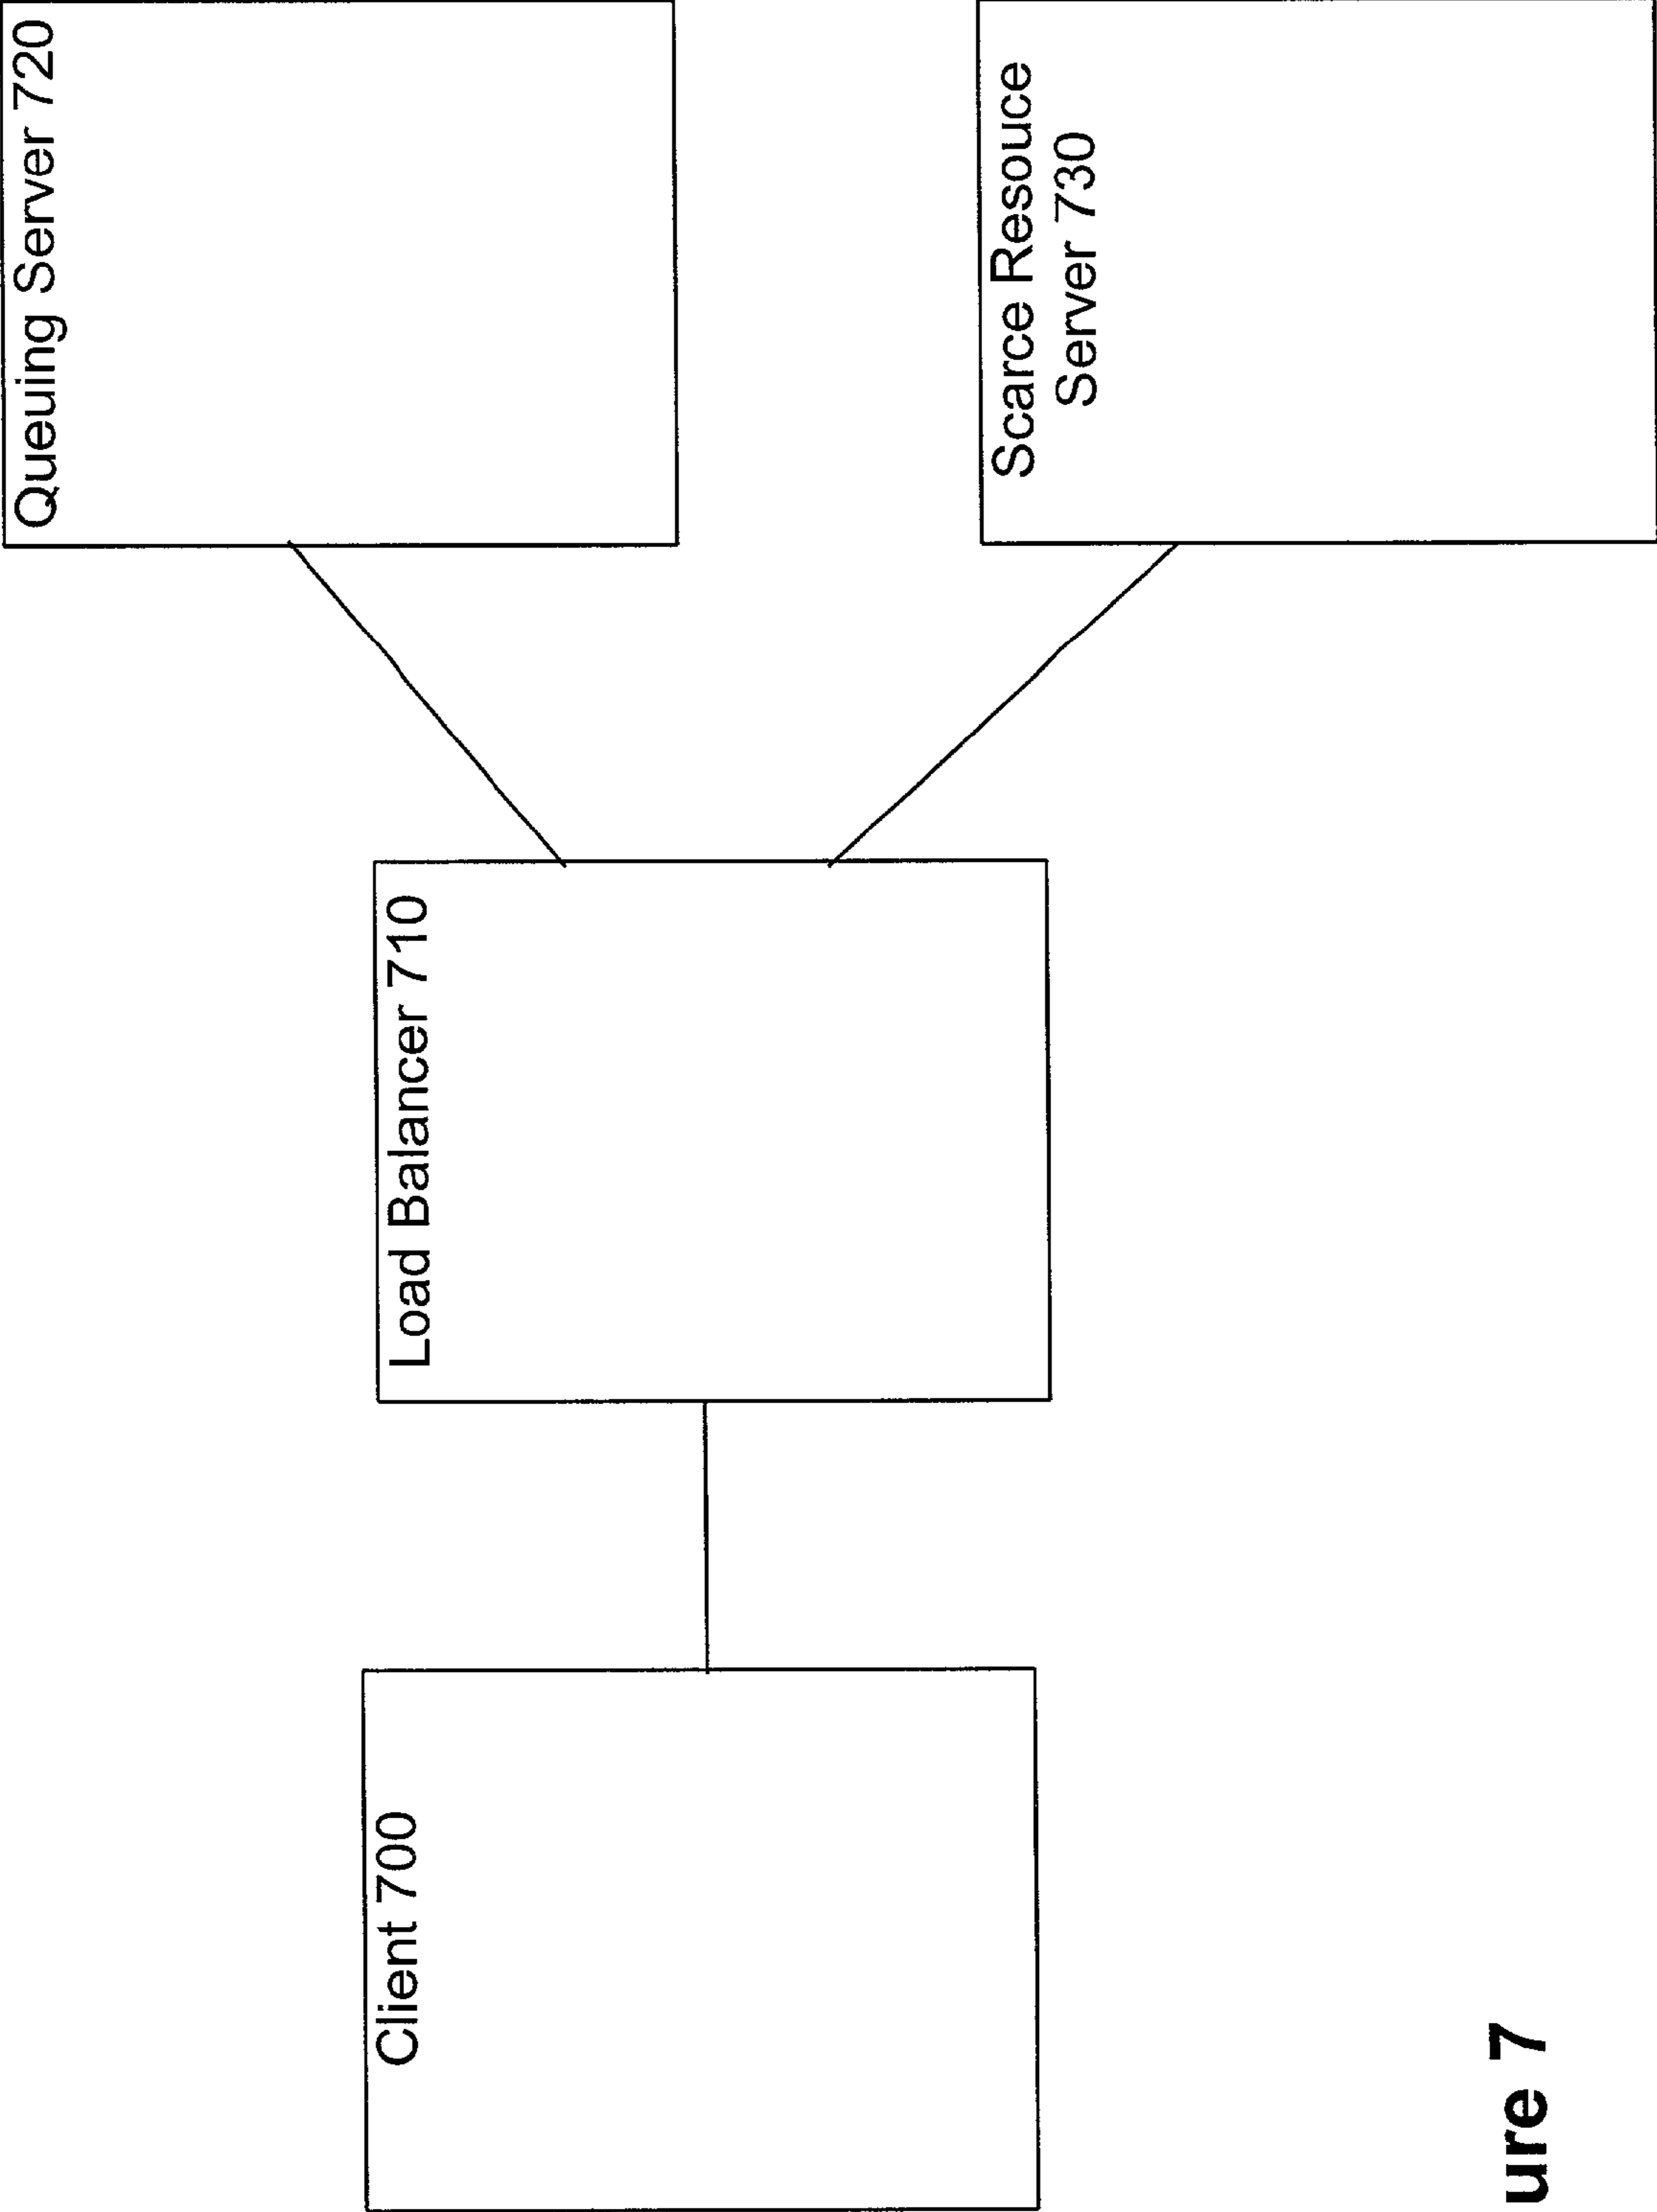 Queuing Server 720
Load Balancer 710
Client 700
Scarce Resouce
Server 730
ure 7